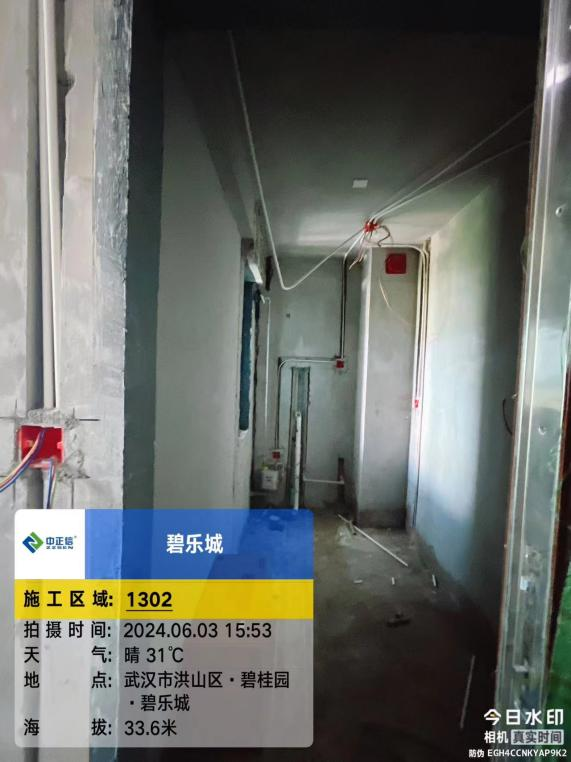 中正信
ZZSEN
碧乐城
施工区域: 1302
拍摄时间: 2024.06.03 15:53
天气: 晴 31℃
地点: 武汉市洪山区·碧桂园
·碧乐城
海拔: 33.6米
今日水印
相机 真实时间
防伪 EGH4CCNKYAP9K2